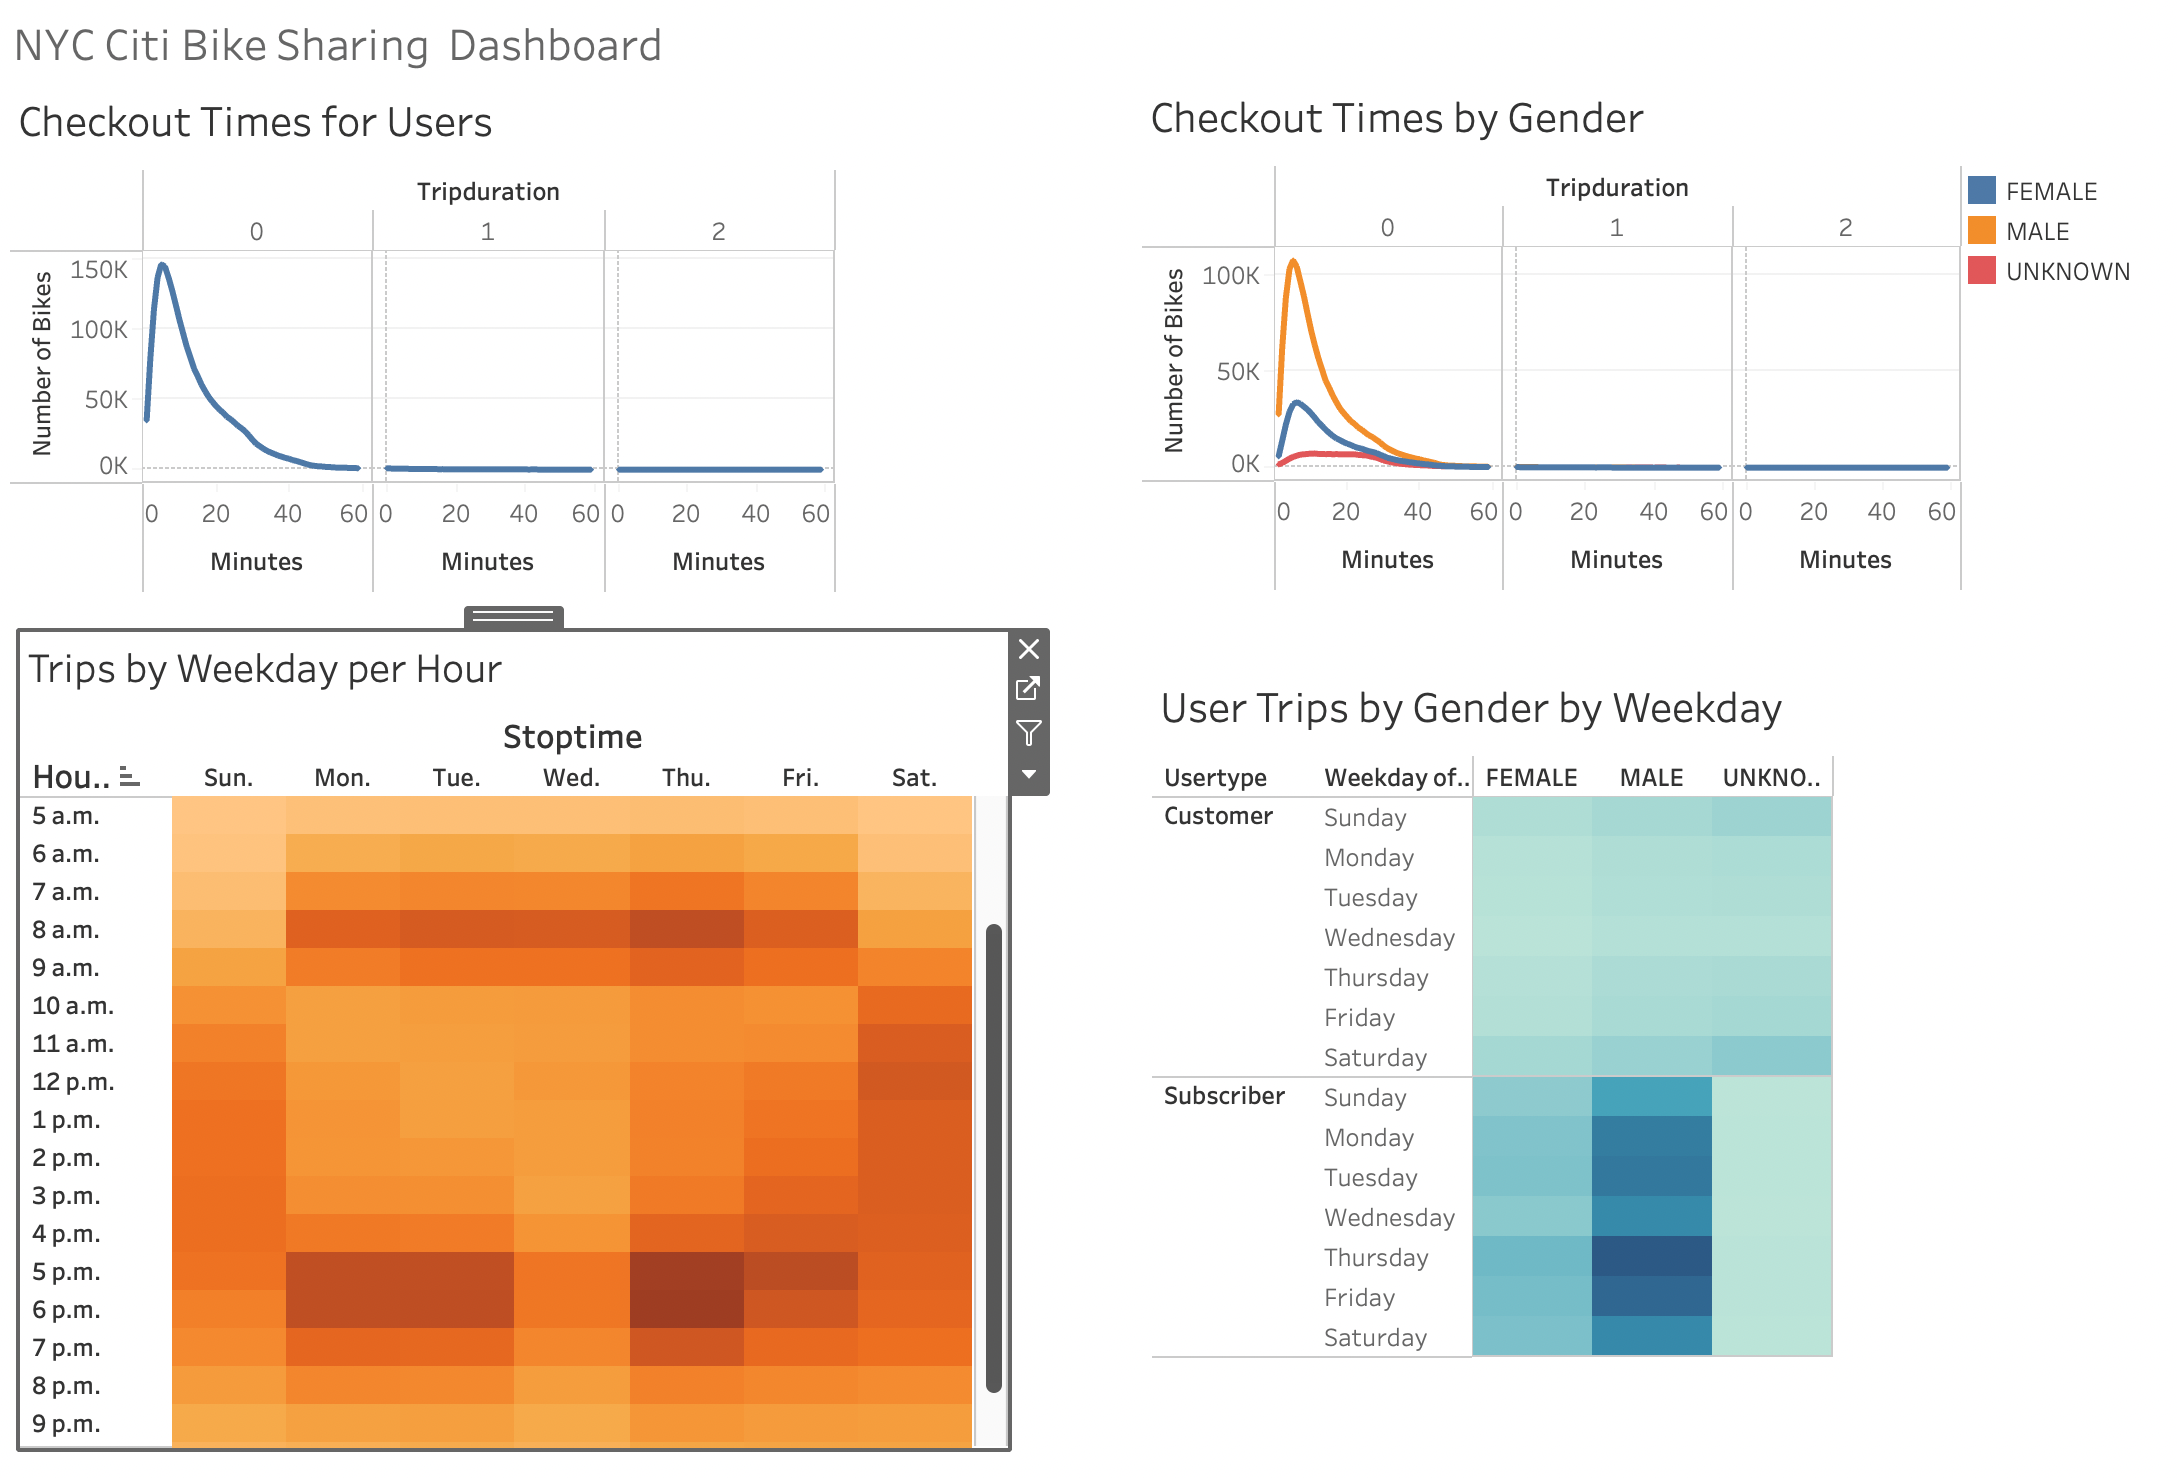 NYC Citi Bike Sharing  Dashboard
Checkout Times for Users
Tripduration
0 1 2
Number of Bikes
150K
100K
50K
0K
0 20 40 60 0 20 40 60 0 20 40 60
Minutes Minutes Minutes
Checkout Times by Gender
Tripduration
0 1 2
Number of Bikes
100K
50K
0K
0 20 40 60 0 20 40 60 0 20 40 60
Minutes Minutes Minutes
FEMALE
MALE
UNKNOWN
Trips by Weekday per Hour
Stoptime
Hou.. Sun. Mon. Tue. Wed. Thu. Fri. Sat.
5 a.m.
6 a.m.
7 a.m.
8 a.m.
9 a.m.
10 a.m.
11 a.m.
12 p.m.
1 p.m.
2 p.m.
3 p.m.
4 p.m.
5 p.m.
6 p.m.
7 p.m.
8 p.m.
9 p.m.
User Trips by Gender by Weekday
Usertype Weekday of.. FEMALE MALE UNKNO..
Customer Sunday
Monday
Tuesday
Wednesday
Thursday
Friday
Saturday
Subscriber Sunday
Monday
Tuesday
Wednesday
Thursday
Friday
Saturday